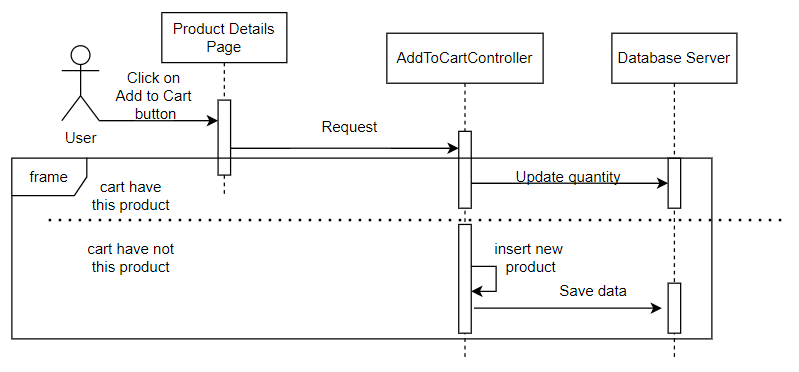 Product Details
Page
AddToCartController
Database Server
Click on
Add to Cart
button
User
Request
frame
cart have
this product
Update quantity
cart have not
this product
insert new
product
Save data